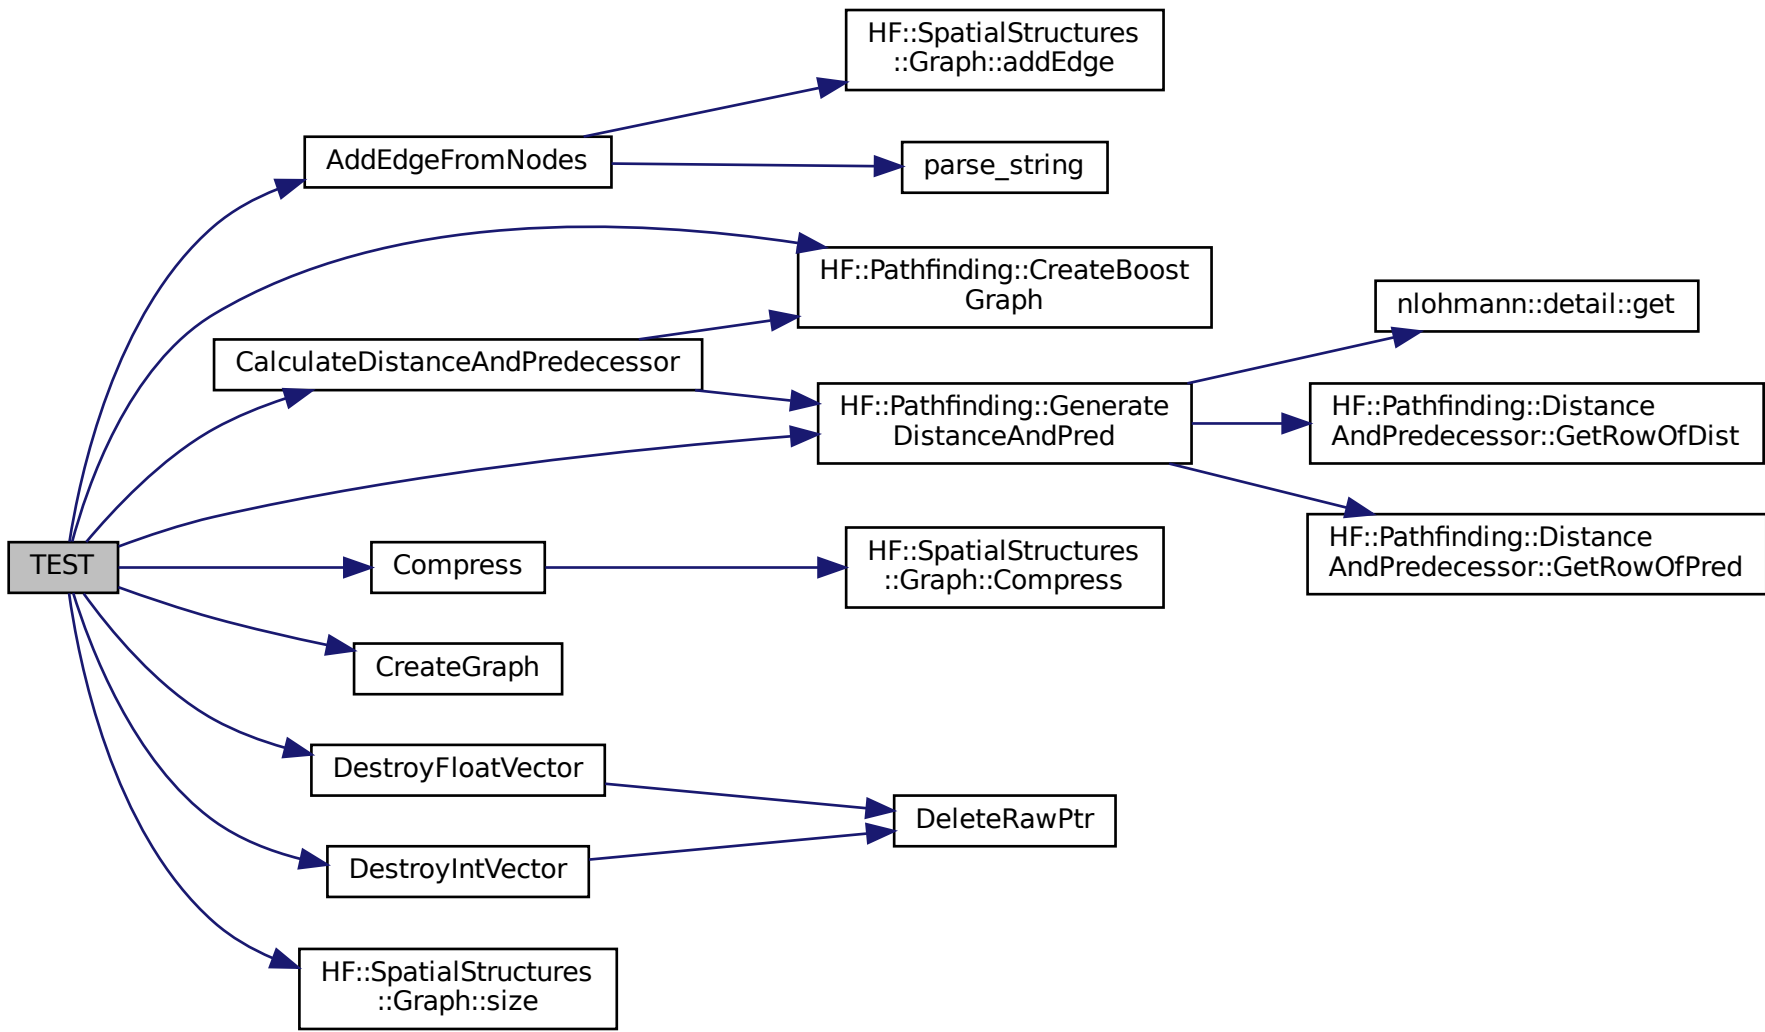 HF::SpatialStructures
::Graph::addEdge
AddEdgeFromNodes
parse_string
HF::Pathfinding::CreateBoost
Graph
nlohmann::detail::get
CalculateDistanceAndPredecessor
HF::Pathfinding::Generate
DistanceAndPred
HF::Pathfinding::Distance
AndPredecessor::GetRowOfDist
HF::Pathfinding::Distance
AndPredecessor::GetRowOfPred
TEST
Compress
HF::SpatialStructures
::Graph::Compress
CreateGraph
DestroyFloatVector
DeleteRawPtr
DestroyIntVector
HF::SpatialStructures
::Graph::size